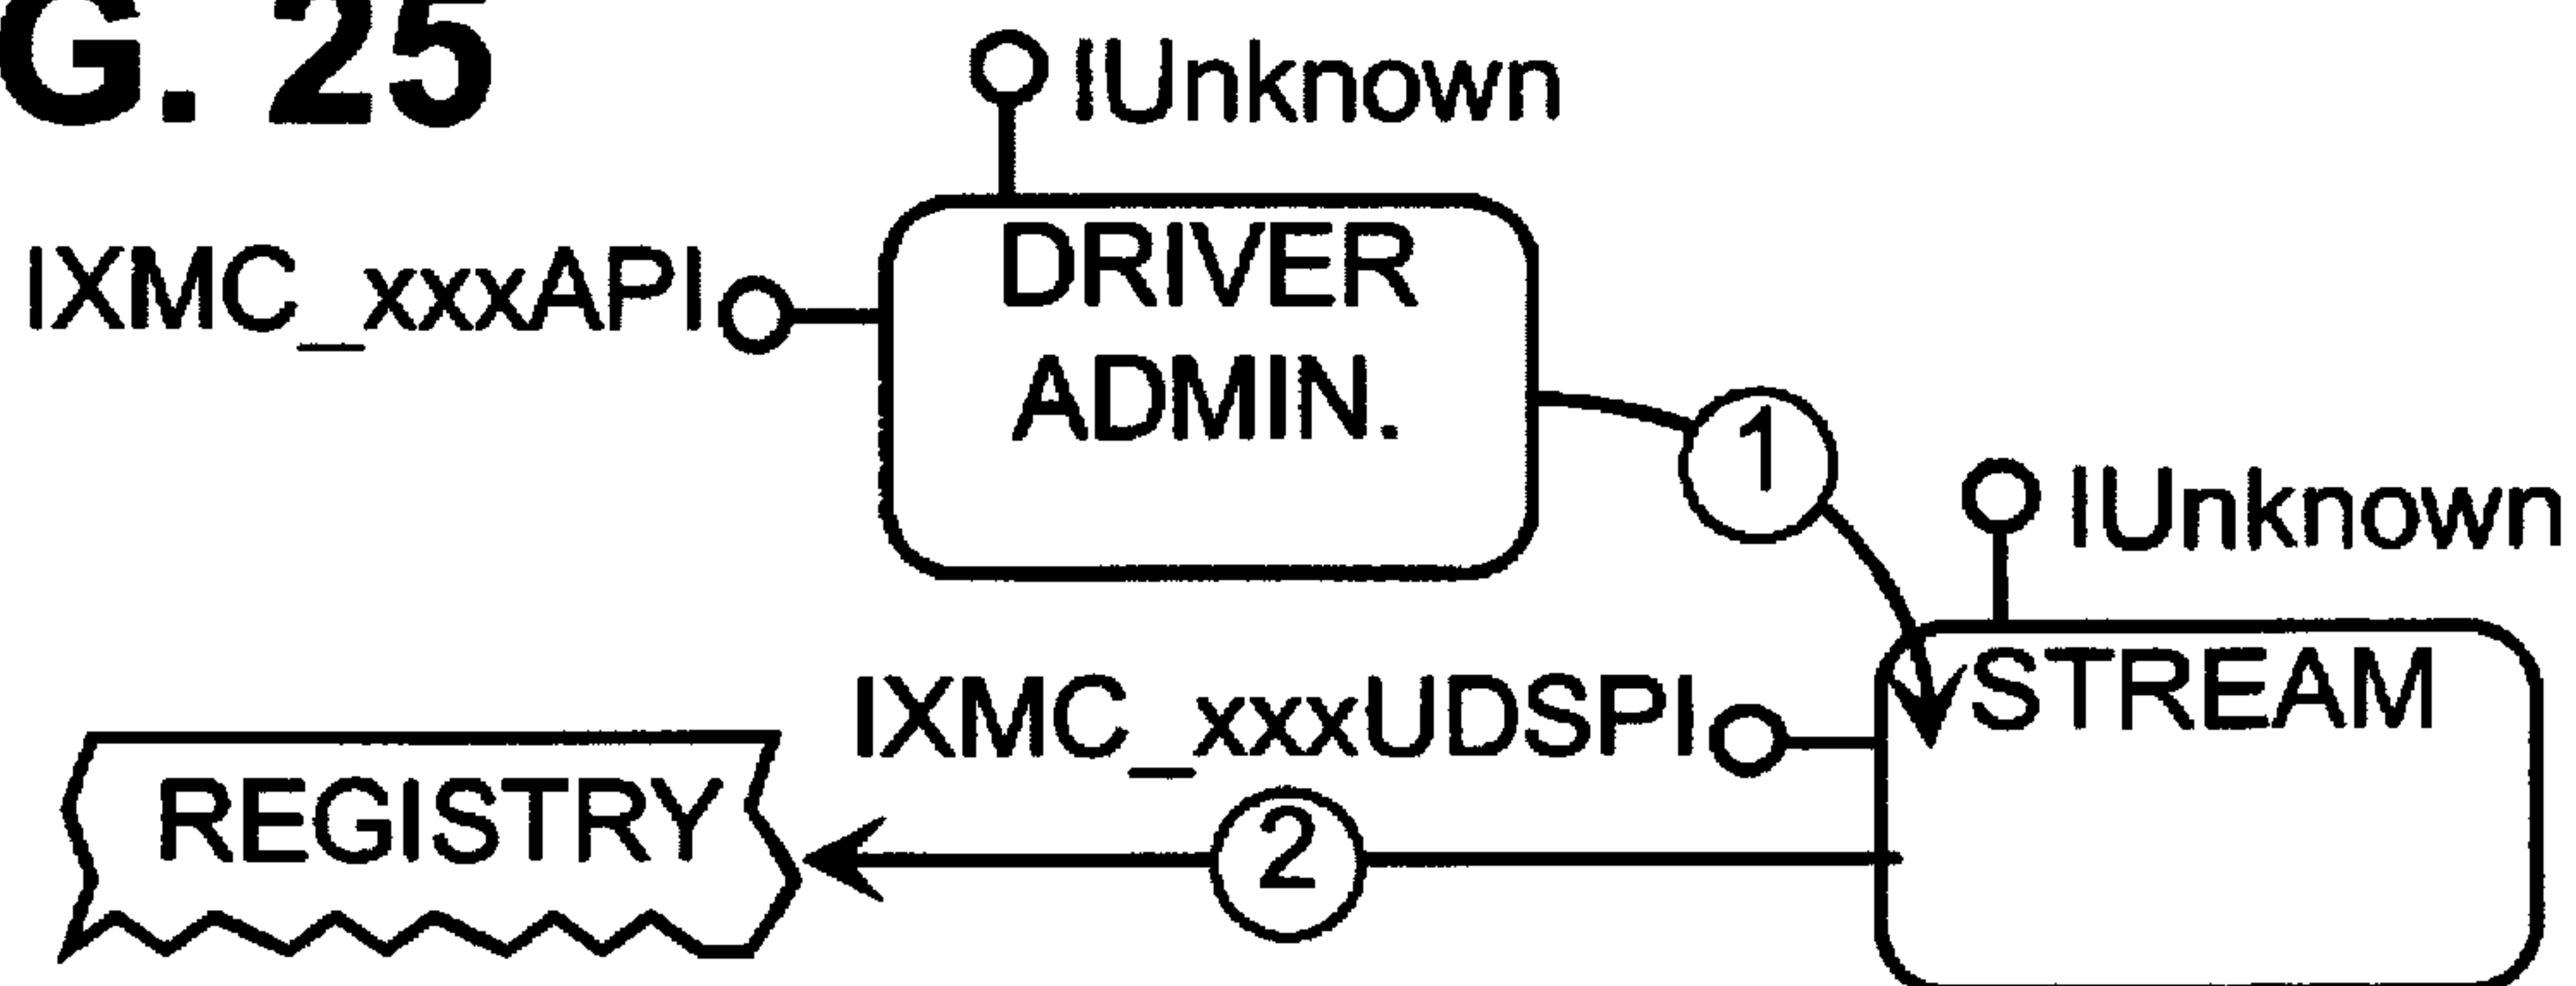 G. 25
IUnknown
IXMC_xxxAPI
DRIVER
ADMIN.
1
IUnknown
STREAM
IXMC_xxxUDSPI
REGISTRY
2